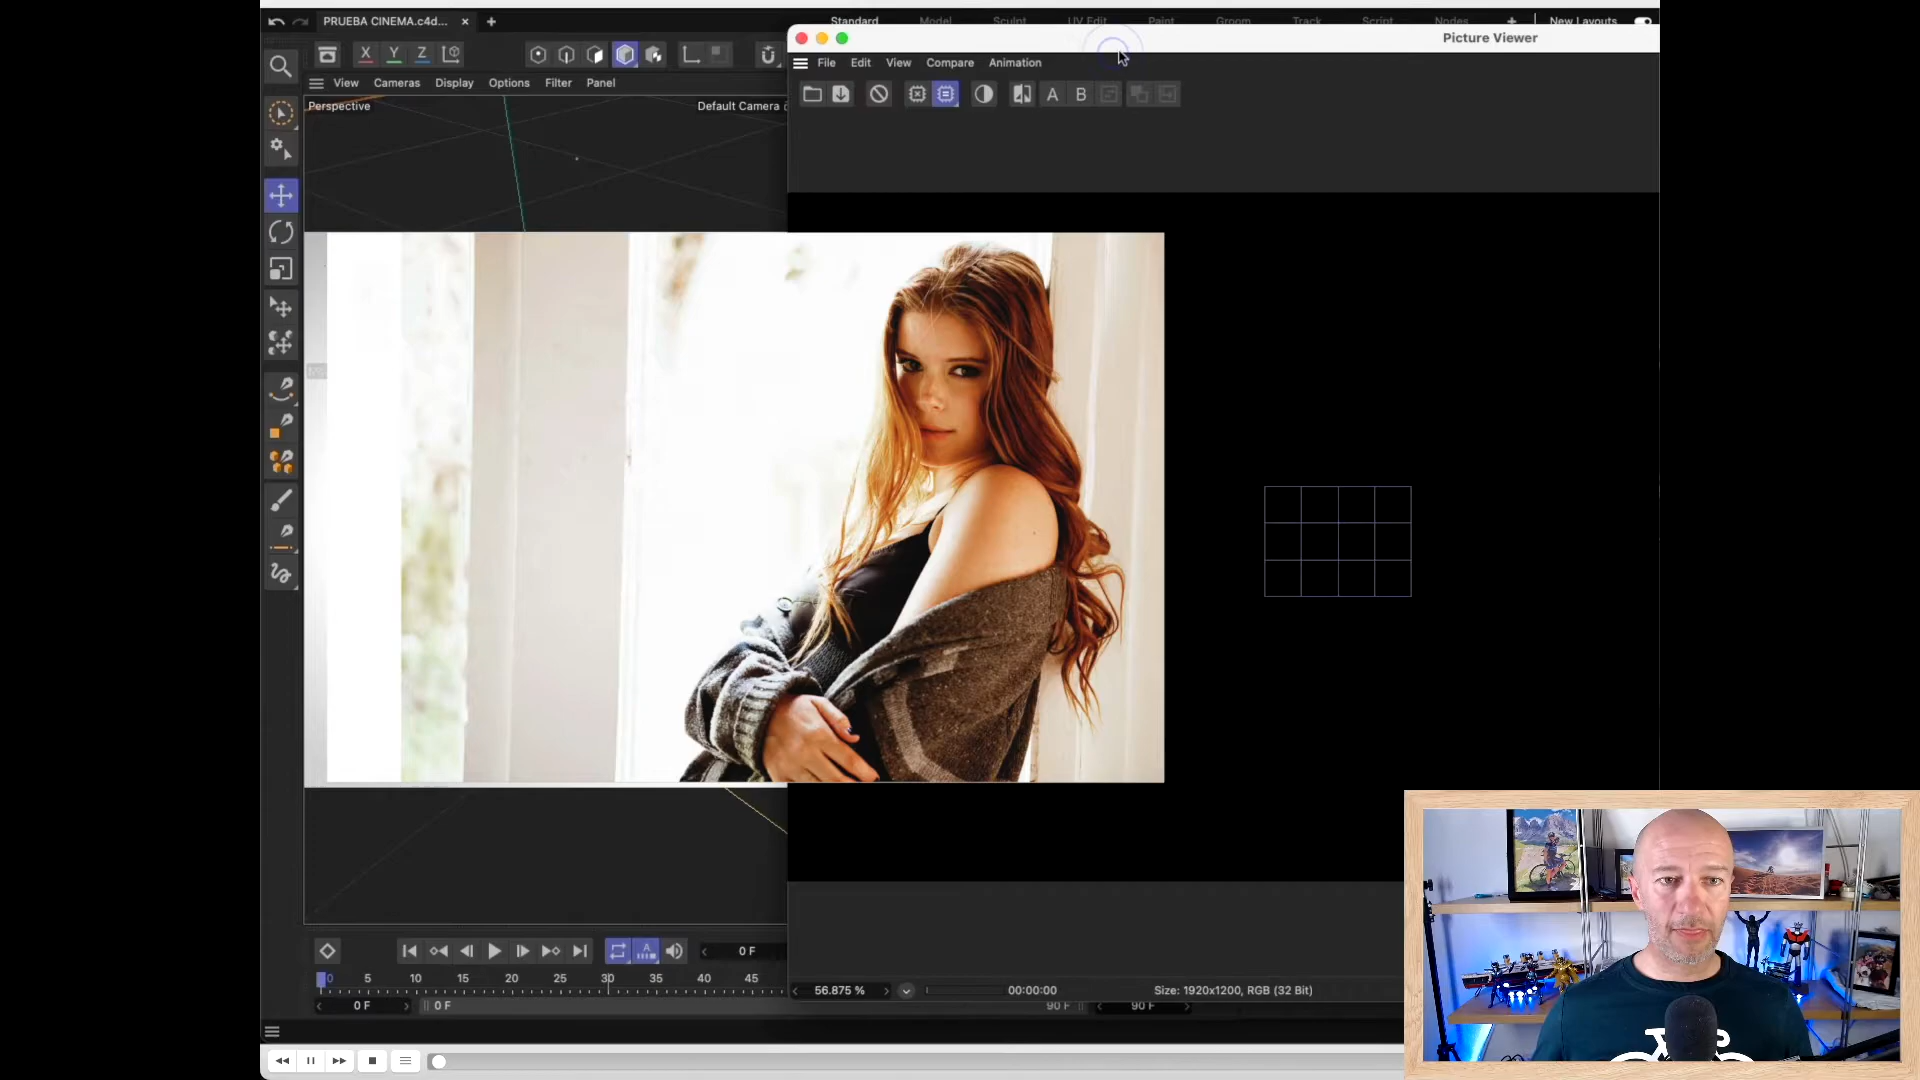 PRUEBA CINEMA.c4d...
Standard Model Sculpt UV Edit Paint Groom Track Script Nodes New Layouts
Picture Viewer
X Y Z
File Edit View Compare Animation
View Cameras Display Options Filter Panel
A B
Perspective
Default Camera
0 F
0 5 10 15 20 25 30 35 40 45
56.875 %
00:00:00
Size: 1920x1200, RGB (32 Bit)
0 F 0 F 90 F 90 F